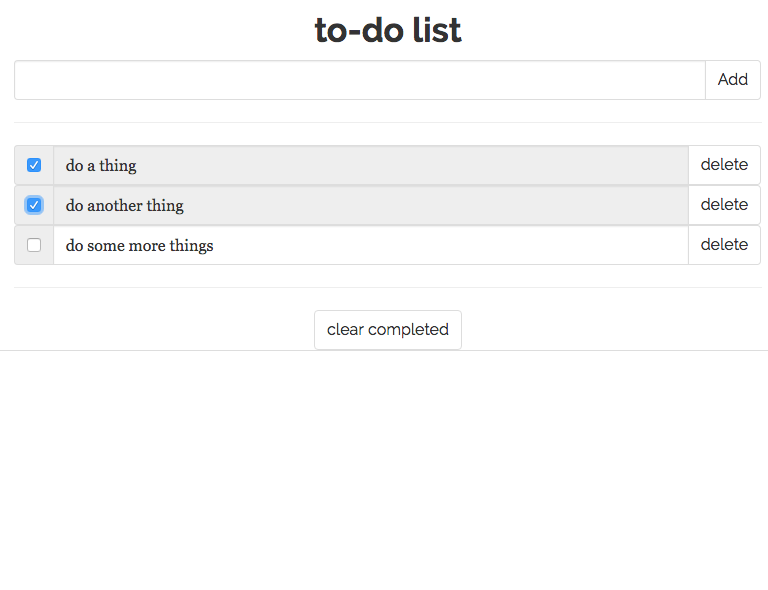 to-do list
Add
do a thing delete
do another thing delete
do some more things delete
clear completed